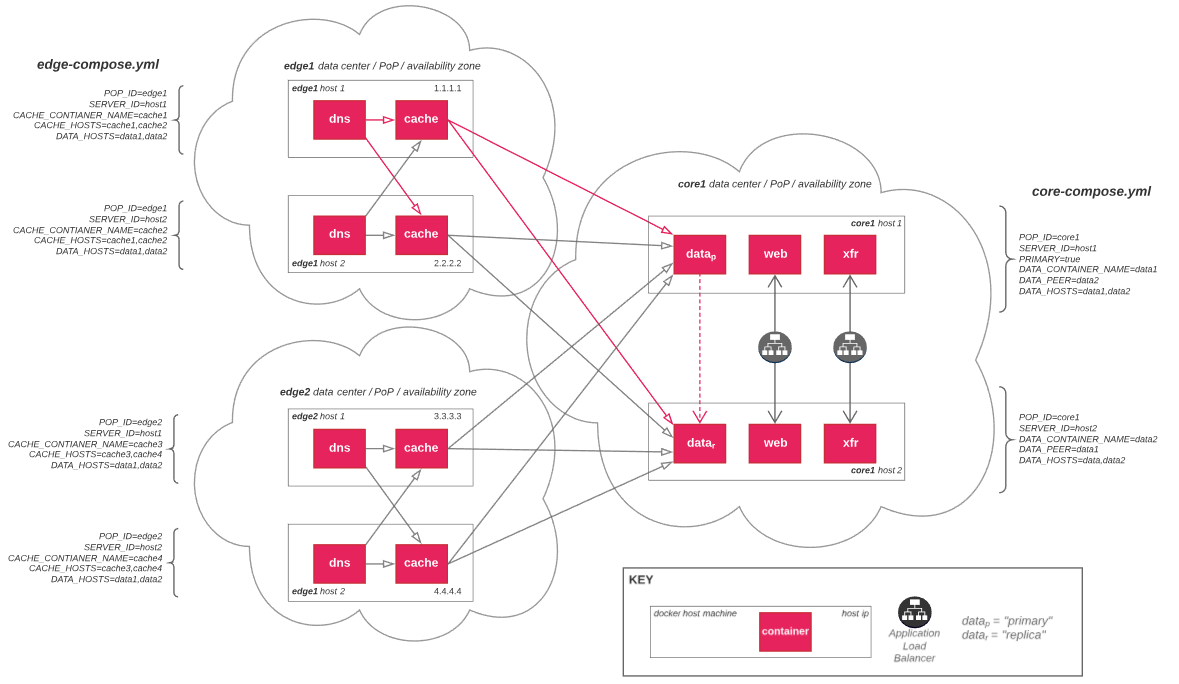 edge-compose.yml
POP_ID=edge1
SERVER_ID=host1
CACHE_CONTIANER_NAME=cache1
CACHE_HOSTS=cache1,cache2
DATA_HOSTS=data1,data2
POP_ID=edge1
SERVER_ID=host2
CACHE_CONTIANER_NAME=cache2
CACHE_HOSTS=cache1,cache2
DATA_HOSTS=data1,data2
edge1 data center / PoP / availability zone
edge1 host 1
1.1.1.1
dns
cache
dns
cache
edge1 host 2
2.2.2.2
POP_ID=edge2
SERVER_ID=host1
CACHE_CONTIANER_NAME=cache3
CACHE_HOSTS=cache3,cache4
DATA_HOSTS=data1,data2
POP_ID=edge2
SERVER_ID=host2
CACHE_CONTIANER_NAME=cache4
CACHE_HOSTS=cache3,cache4
DATA_HOSTS=data1,data2
edge2 data center / PoP / availability zone
edge2 host 1
3.3.3.3
dns
cache
dns
cache
edge1 host 2
4.4.4.4
core1 data center / PoP / availability zone
core1 host 1
datap
web
xfr
datar
web
xfr
core1 host 2
core-compose.yml
POP_ID=core1
SERVER_ID=host1
PRIMARY=true
DATA_CONTAINER_NAME=data1
DATA_PEER=data2
DATA_HOSTS=data1,data2
POP_ID=core1
SERVER_ID=host2
DATA_CONTAINER_NAME=data2
DATA_PEER=data1
DATA_HOSTS=data,data2
KEY
docker host machine
host ip
container
Application
Load
Balancer
datap = "primary"
datar = "replica"